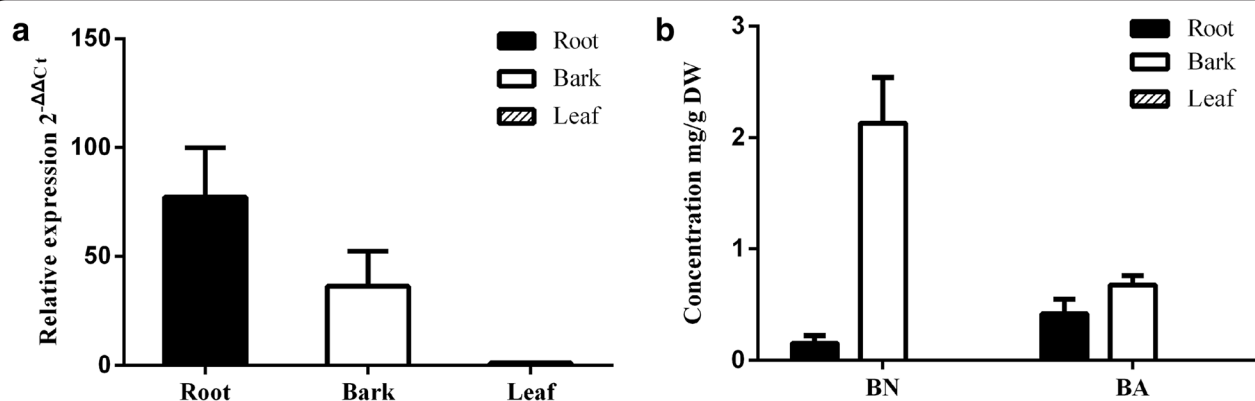 a
Relative expression 2^-ΔΔCt
150
100
50
0
Root
Bark
Leaf
Root
Bark
Leaf
b
Concentration mg/g DW
3
2
1
0
Root
Bark
Leaf
BN
BA